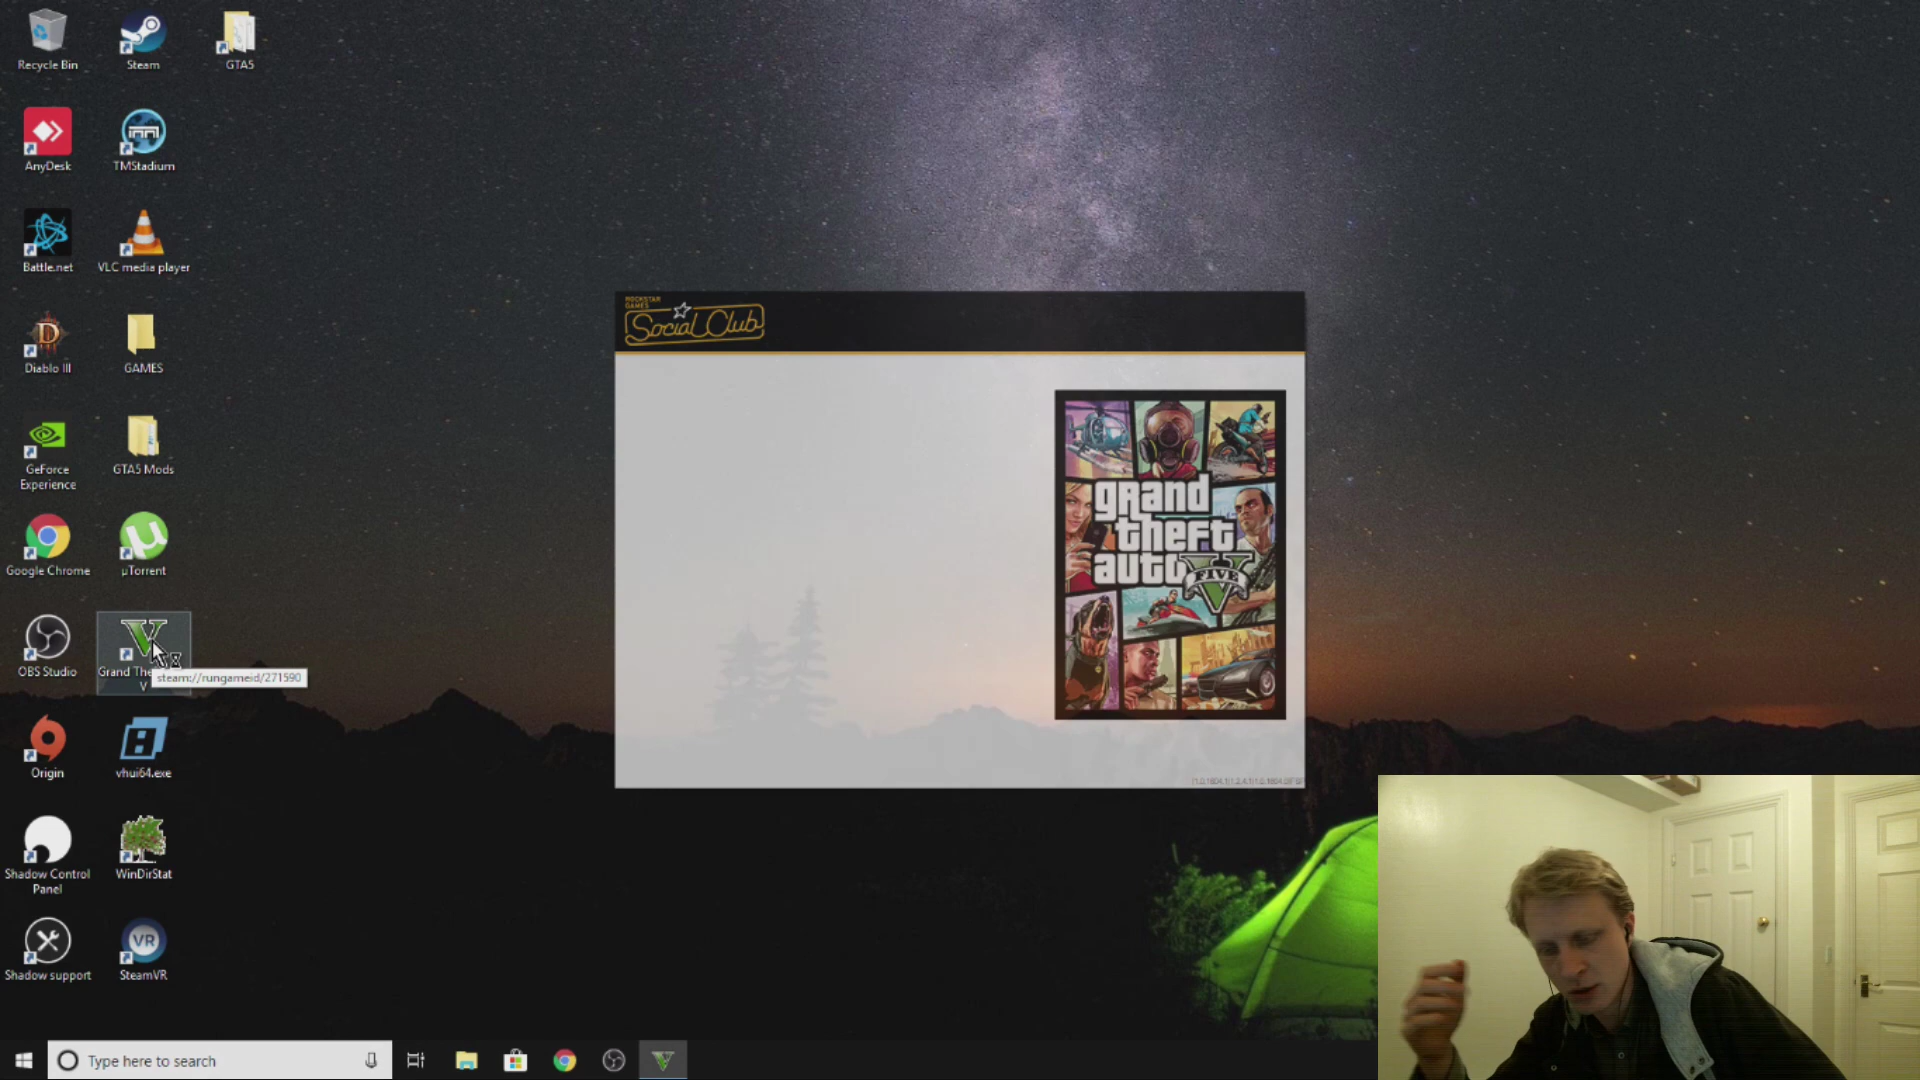 Recycle Bin
Steam
GTA5
AnyDesk
TMStadium
Battle.net
VLC media player
Diablo III
GAMES
GeForce
Experience
GTA5 Mods
Google Chrome
µTorrent
OBS Studio
Grand The
V
steam://rungameid/271590
Origin
vhui64.exe
Shadow Control
Panel
WinDirStat
Shadow support
VR
SteamVR
ROCKSTAR
GAMES
Social Club
grand
theft
auto
FIVE
V
Type here to search